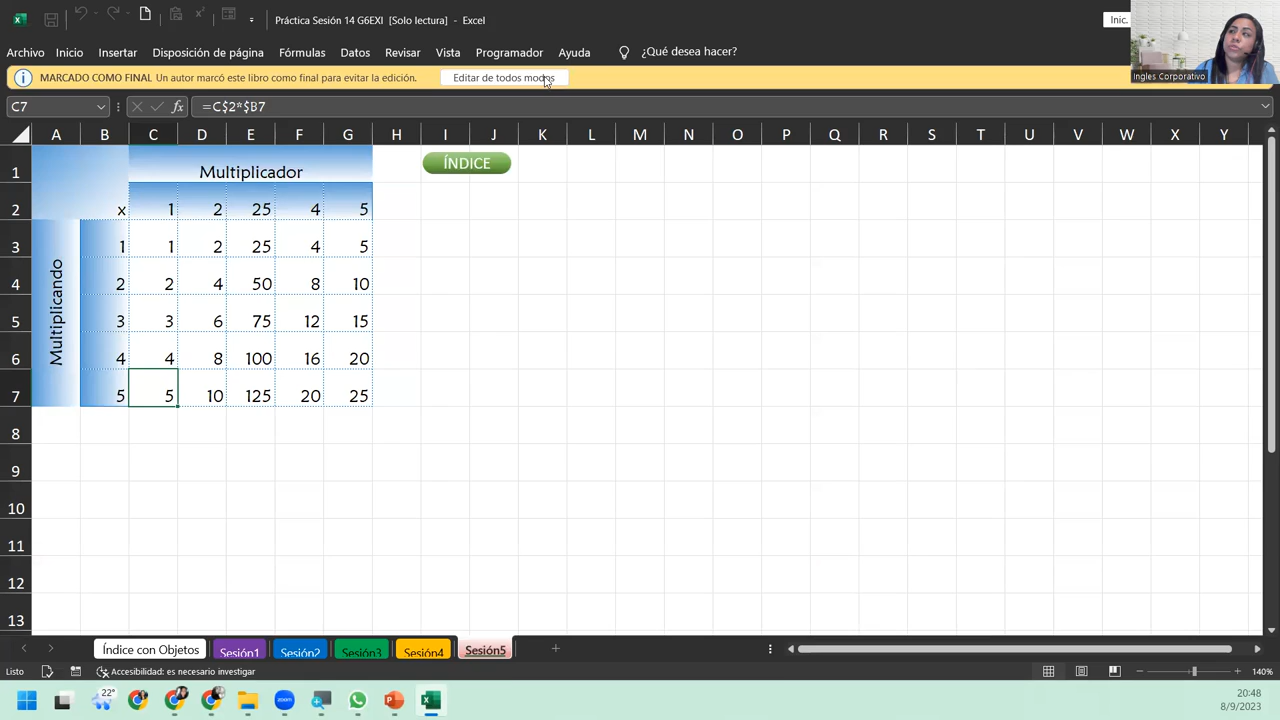 Práctica Sesión 14 G6EXI [Solo lectura] - Excel
Inic.
Archivo Inicio Insertar Disposición de página Fórmulas Datos Revisar Vista Programador Ayuda ¿Qué desea hacer?
MARCADO COMO FINAL Un autor marcó este libro como final para evitar la edición. Editar de todos modos
Ingles Corporativo
C7 fx =C$2*$B7
A B C D E F G H I J K L M N O P Q R S T U V W X Y
1 Multiplicador ÍNDICE
2 x 1 2 25 4 5
Multiplicando
3 1 1 2 25 4 5
4 2 2 4 50 8 10
5 3 3 6 75 12 15
6 4 4 8 100 16 20
7 5 5 10 125 20 25
8
9
10
11
12
13
Índice con Objetos Sesión1 Sesión2 Sesión3 Sesión4 Sesión5
Listo Accesibilidad: es necesario investigar 140%
22° zoom
20:48
8/9/2023